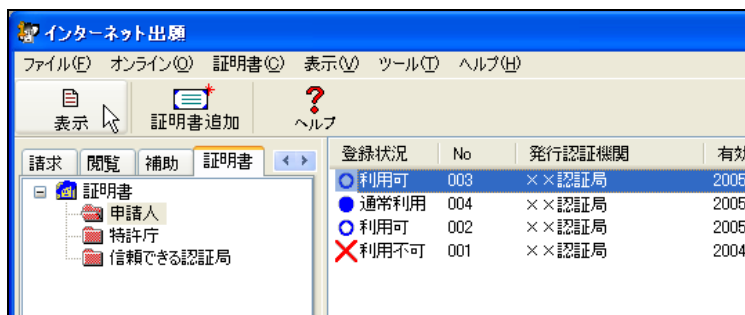 インターネット出願
ファイル(F) オンライン(O) 証明書(C) 表示(V) ツール(T) ヘルプ(H)
表示 証明書追加 ヘルプ
請求 閲覧 補助 証明書
証明書
申請人
特許庁
信頼できる認証局
登録状況 No 発行認証機関 有効
利用可 003 ××認証局 2005
通常利用 004 ××認証局 2005
利用可 002 ××認証局 2005
利用不可 001 ××認証局 2004